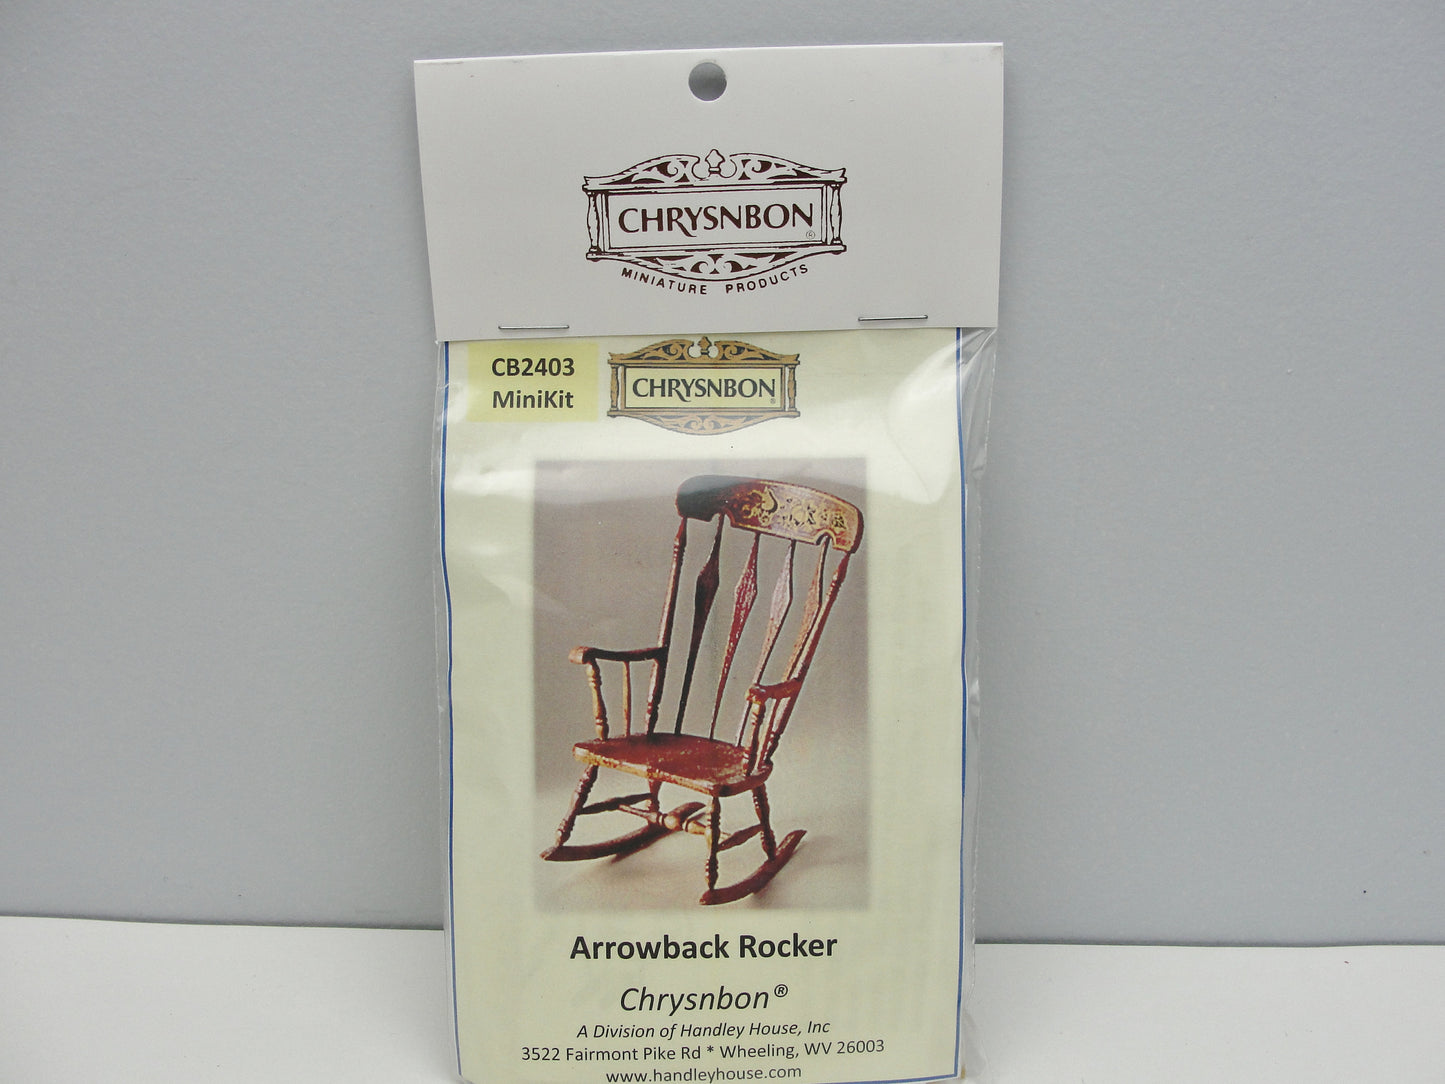 CHRYSNBON ®
MINIATURE PRODUCTS
CB2403
MiniKit
CHRYSNBON ®
Arrowback Rocker
Chrysnbon®
A Division of Handley House, Inc
3522 Fairmont Pike Rd * Wheeling, WV 26003
www.handleyhouse.com